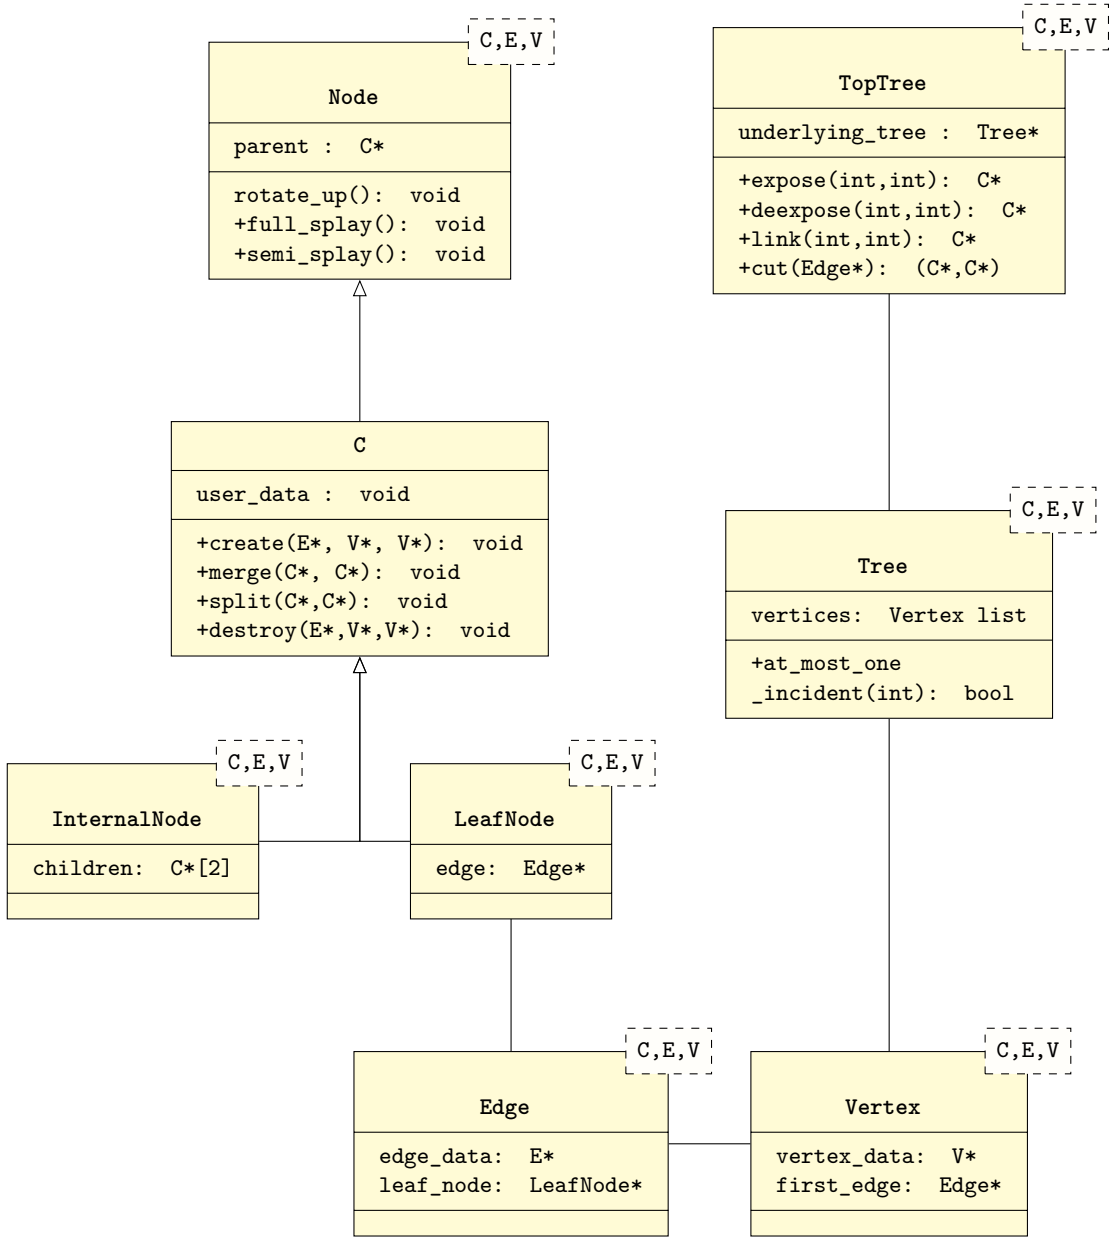 C,E,V
Node
parent : C*
rotate_up(): void
+full_splay(): void
+semi_splay(): void
C,E,V
TopTree
underlying_tree : Tree*
+expose(int,int): C*
+deexpose(int,int): C*
+link(int,int): C*
+cut(Edge*): (C*,C*)
C
user_data : void
+create(E*, V*, V*): void
+merge(C*, C*): void
+split(C*,C*): void
+destroy(E*,V*,V*): void
C,E,V
Tree
vertices: Vertex list
+at_most_one
_incident(int): bool
C,E,V
InternalNode
children: C*[2]
C,E,V
LeafNode
edge: Edge*
C,E,V
Edge
edge_data: E*
leaf_node: LeafNode*
C,E,V
Vertex
vertex_data: V*
first_edge: Edge*